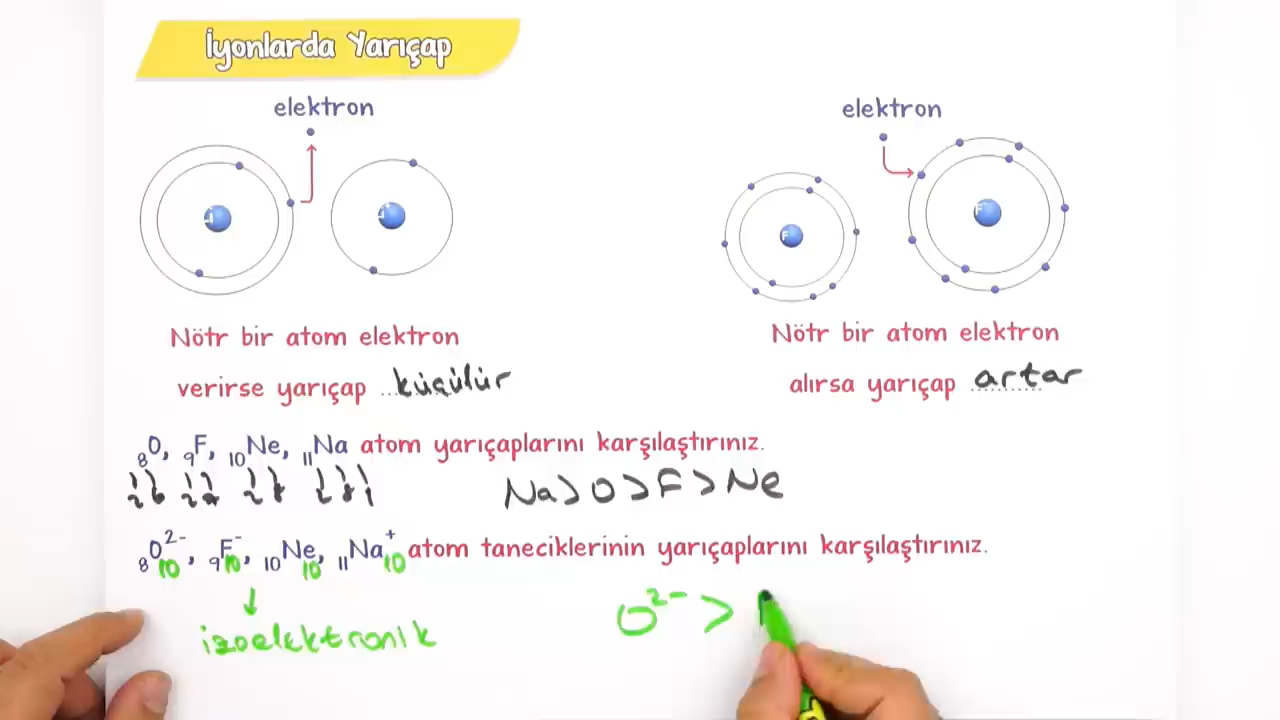 İyonlarda Yarıçap
elektron
elektron
F
F
Nötr bir atom elektron
verirse yarıçap ...küçülür
Nötr bir atom elektron
alırsa yarıçap artar
₈O, ₉F, ₁₀Ne, ₁₁Na atom yarıçaplarını karşılaştırınız.
Na > O > F > Ne
₈O²⁻, ₉F⁻, ₁₀Ne, ₁₁Na⁺ atom taneciklerinin yarıçaplarını karşılaştırınız.
10 10 10 10
O²⁻ >
izoelektronik